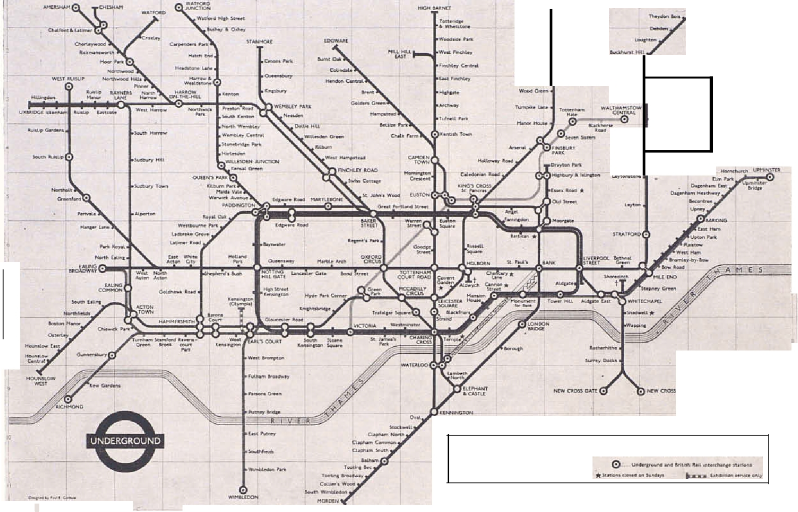 AMERSHAM
CHESHAM
WATFORD
WATFORD JUNCTION
Watford High Street
Bushey & Oxhey
Carpenders Park
Hatch End
Headstone Lane
Harrow & Wealdstone
Kenton
Chalfont & Latimer
Chorleywood
Rickmansworth
Croxley
Moor Park
Northwood
Northwood Hills
Pinner
North Harrow
HARROW ON-THE-HILL
Northwick Park
Preston Road
South Kenton
North Wembley
Wembley Central
Stonebridge Park
Harlesden
WILLESDEN JUNCTION
Kensal Green
QUEEN'S PARK
Kilburn Park
Maida Vale
Warwick Avenue
PADDINGTON
STANMORE
Canons Park
Queensbury
Kingsbury
WEMBLEY PARK
Neasden
Dollis Hill
Willesden Green
Kilburn
West Hampstead
FINCHLEY ROAD
Swiss Cottage
St. John's Wood
EDGWARE
Burnt Oak
Colindale
Hendon Central
Brent
Golders Green
Hampstead
Belsize Park
Chalk Farm
CAMDEN TOWN
Mornington Crescent
EUSTON
HIGH BARNET
Totteridge & Whetstone
Woodside Park
MILL HILL EAST
West Finchley
Finchley Central
East Finchley
Highgate
Archway
Tufnell Park
Kentish Town
Wood Green
Turnpike Lane
Manor House
Arsenal
FINSBURY PARK
Seven Sisters
Tottenham Hale
Blackhorse Road
WALTHAMSTOW CENTRAL
Holloway Road
Caledonian Road
KING'S CROSS
St. Pancras
Drayton Park
Highbury & Islington
Essex Road
Old Street
Moorgate
Angel
Farringdon
Barbican
Theydon Bois
Debden
Loughton
Buckhurst Hill
STRATFORD
UPMINSTER
Upminster Bridge
Hornchurch
Elm Park
Dagenham East
Dagenham Heathway
Becontree
Upney
BARKING
East Ham
Upton Park
Plaistow
West Ham
Bromley-by-Bow
Bow Road
MILE END
Stepney Green
WEST RUISLIP
Ruislip Gardens
South Ruislip
Northolt
Greenford
Perivale
Hanger Lane
Hillingdon
UXBRIDGE
Ickenham
Ruislip
Ruislip Manor
Eastcote
RAYNERS LANE
West Harrow
South Harrow
Sudbury Hill
Sudbury Town
Alperton
Park Royal
North Ealing
EALING BROADWAY
West Acton
North Acton
East Acton
White City
Shepherd's Bush
Holland Park
NOTTING HILL GATE
Queensway
Lancaster Gate
Marble Arch
Bond Street
OXFORD CIRCUS
TOTTENHAM COURT ROAD
HOLBORN
Chancery Lane
St. Paul's
BANK
LIVERPOOL STREET
Bethnal Green
Royal Oak
Westbourne Park
Ladbroke Grove
Latimer Road
Goldhawk Road
Edgware Road
Edgware Road
MARYLEBONE
BAKER STREET
Great Portland Street
Regent's Park
Warren Street
Euston Square
Goodge Street
Russell Square
Bayswater
High Street Kensington
Kensington (Olympia)
Hyde Park Corner
Knightsbridge
Green Park
PICCADILLY CIRCUS
Covent Garden
Aldwych
LEICESTER SQUARE
Trafalgar Square
Strand
CHARING CROSS
Temple
Blackfriars
Mansion House
Cannon Street
Monument for Bank
Tower Hill
Aldgate
Aldgate East
Shoreditch
WHITECHAPEL
Wapping
Rotherhithe
Surrey Docks
NEW CROSS GATE
NEW CROSS
EALING COMMON
South Ealing
Northfields
Boston Manor
Osterley
Hounslow East
Hounslow Central
HOUNSLOW WEST
ACTON TOWN
Chiswick Park
Gunnersbury
Kew Gardens
RICHMOND
Turnham Green
Stamford Brook
Ravenscourt Park
HAMMERSMITH
Barons Court
West Kensington
EARL'S COURT
Gloucester Road
South Kensington
Sloane Square
VICTORIA
St. James's Park
Westminster
WATERLOO
Lambeth North
ELEPHANT & CASTLE
Borough
LONDON BRIDGE
KENNINGTON
Oval
Stockwell
Clapham North
Clapham Common
Clapham South
Balham
Tooting Bec
Tooting Broadway
Collier's Wood
South Wimbledon
MORDEN
West Brompton
Fulham Broadway
Parsons Green
Putney Bridge
East Putney
Southfields
Wimbledon Park
WIMBLEDON
RIVER THAMES
RIVER THAMES
UNDERGROUND
Underground and British Rail interchange stations
Stations closed on Sundays
Exhibition service only